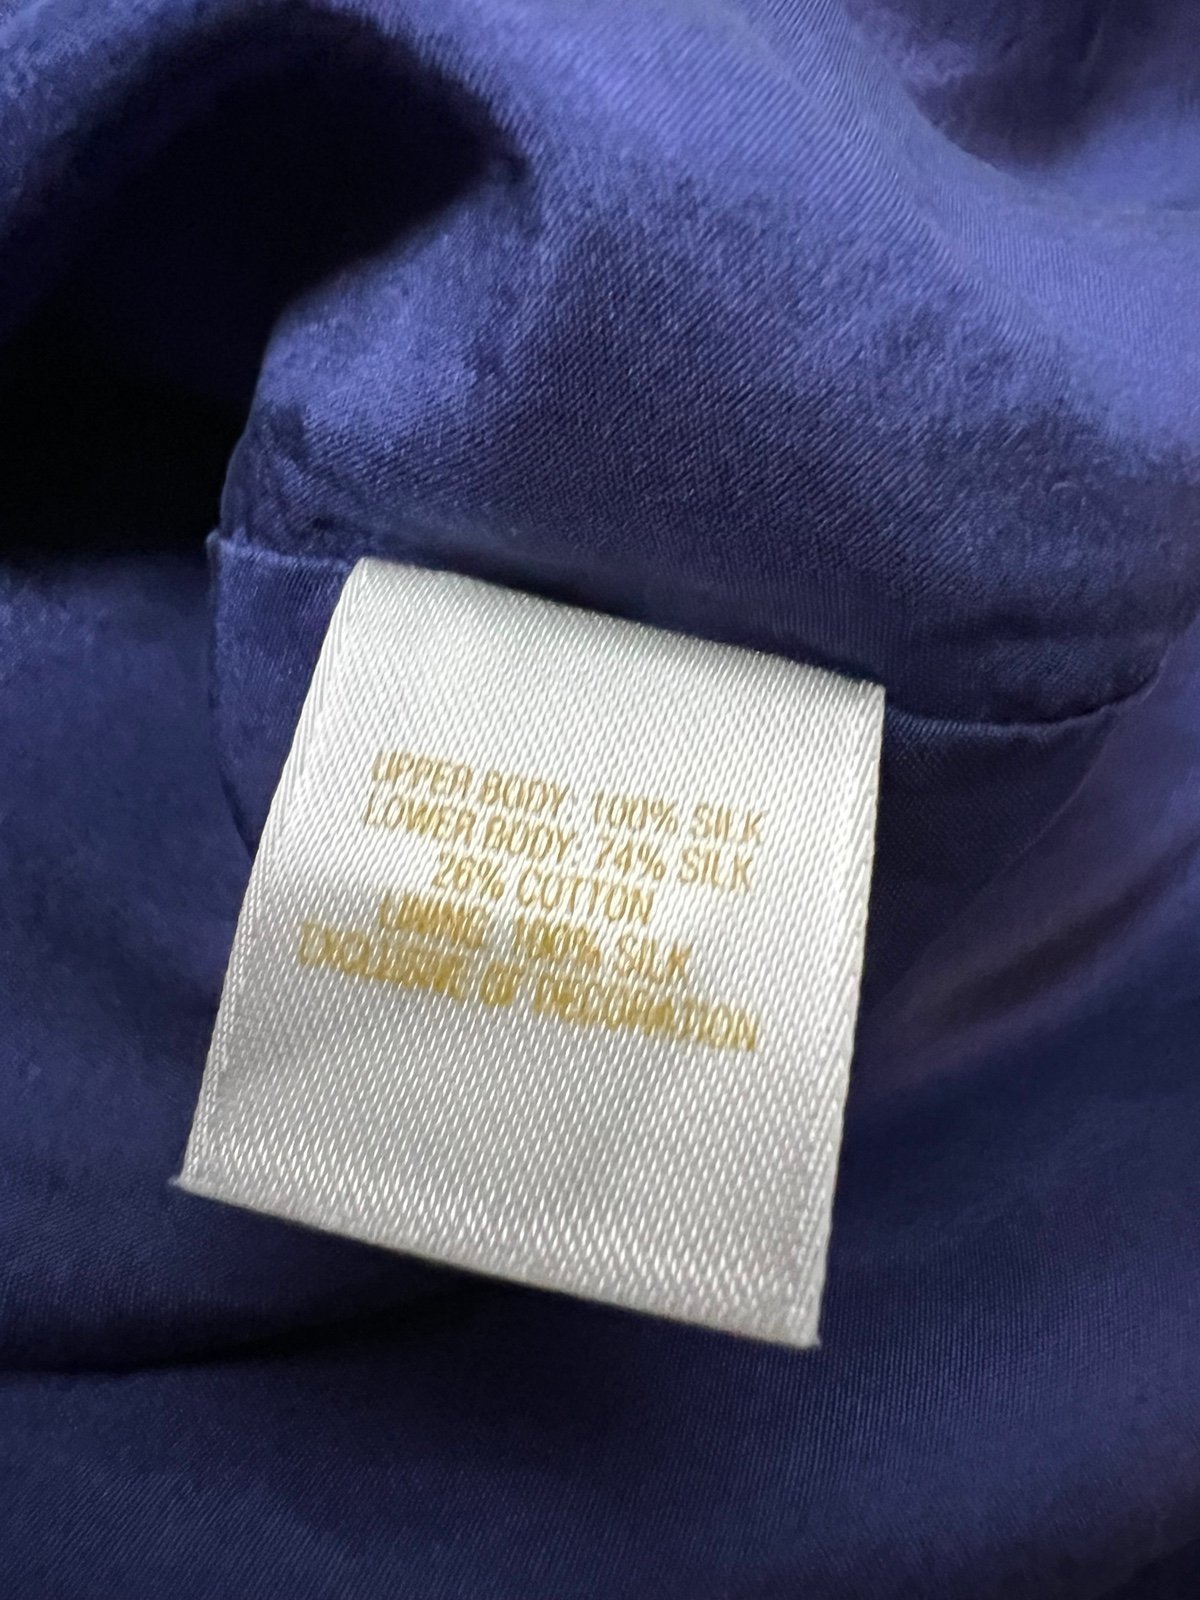 UPPER BODY: 100% SILK
LOWER BODY: 74% SILK
26% COTTON
LINING: 100% SILK
EXCLUSIVE OF DECORATION